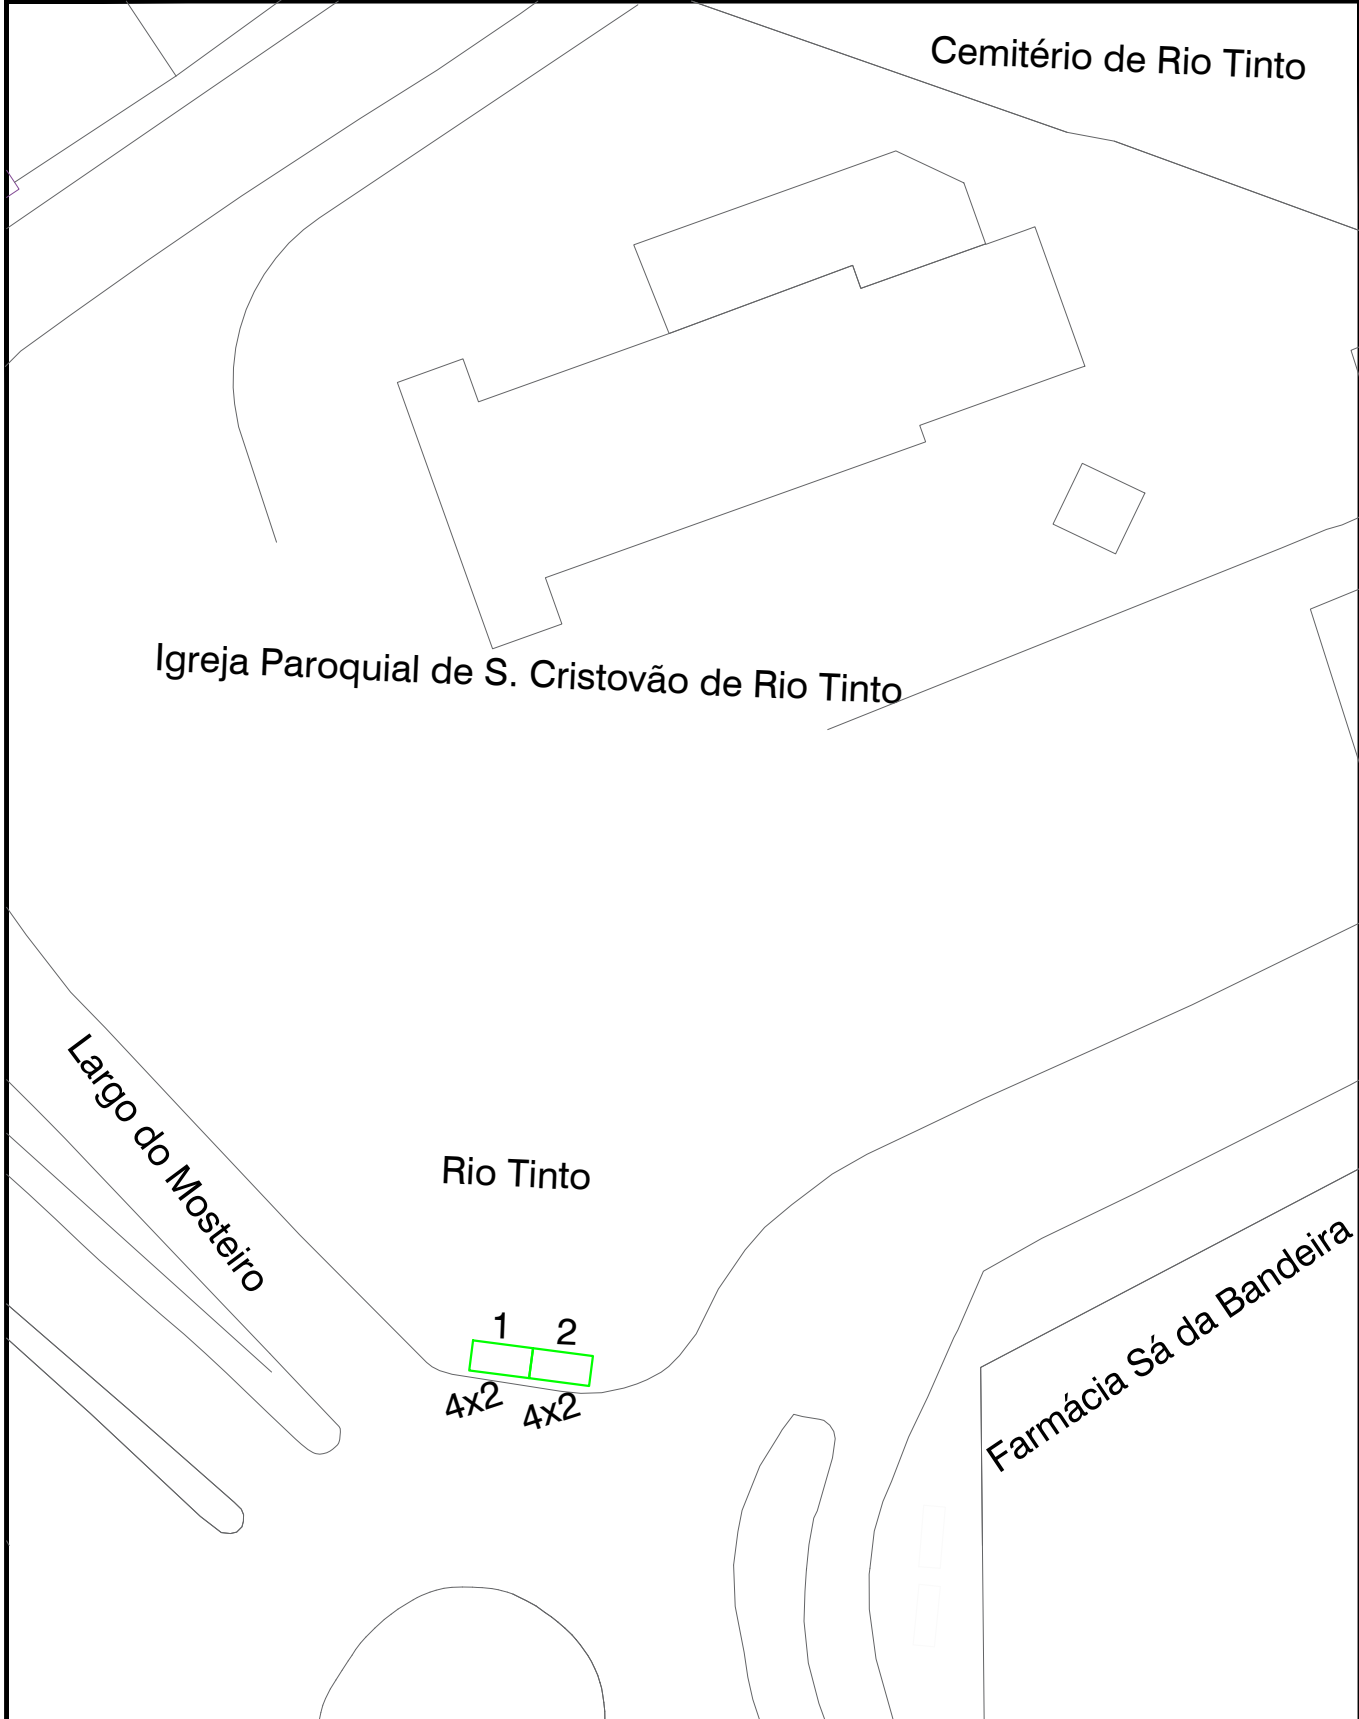 Cemitério de Rio Tinto
Igreja Paroquial de S. Cristovão de Rio Tinto
Largo do Mosteiro
Rio Tinto
Farmácia Sá da Bandeira
1
2
4x2
4x2